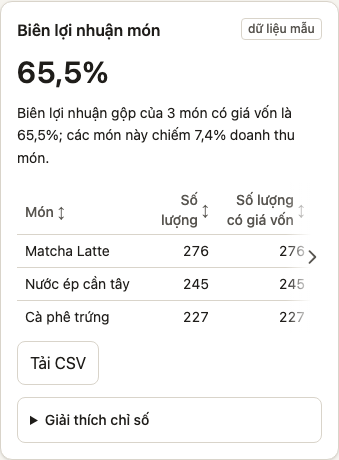 Biên lợi nhuận món
dữ liệu mẫu
65,5%
Biên lợi nhuận gộp của 3 món có giá vốn là
65,5%; các món này chiếm 7,4% doanh thu
món.
Món ↕ Số lượng ↕ Số lượng có giá vốn ↕
Matcha Latte 276 276
Nước ép cần tây 245 245
Cà phê trứng 227 227
Tải CSV
▶ Giải thích chỉ số